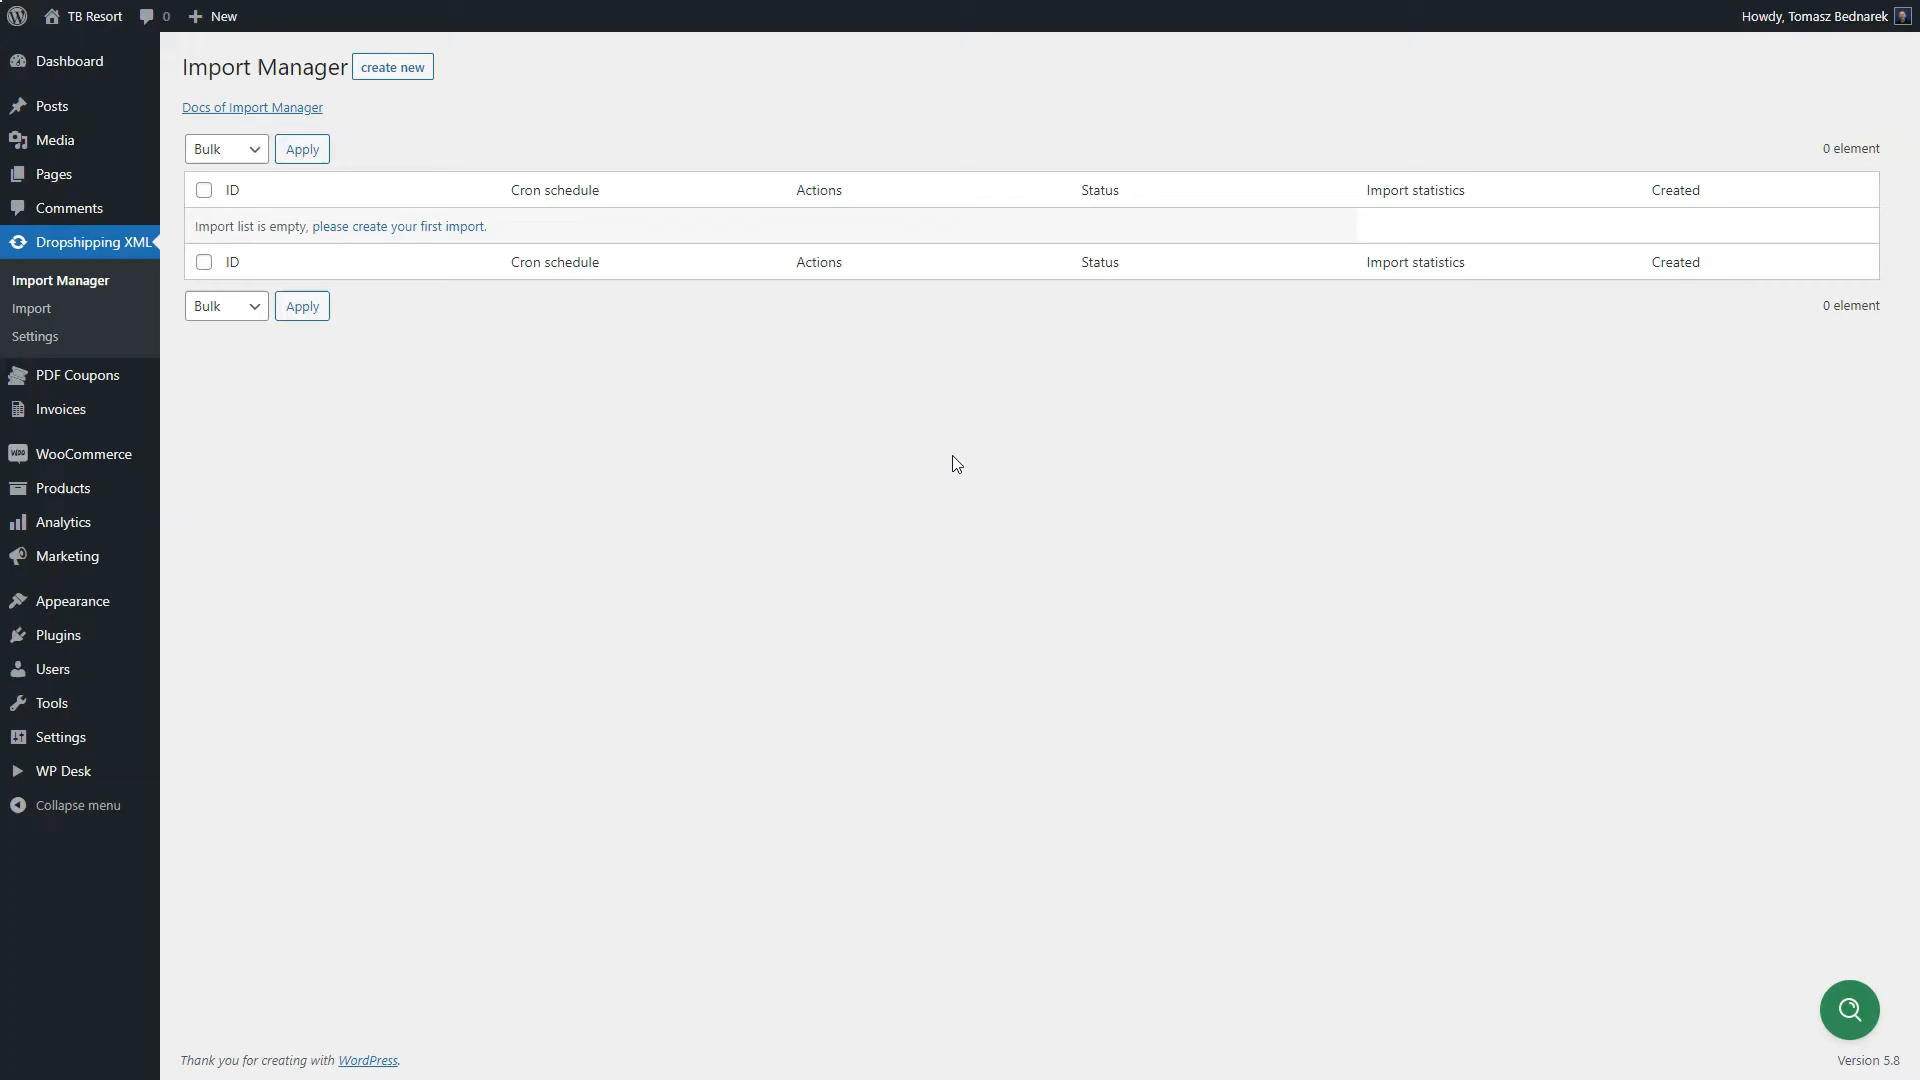 TB Resort 0 New Howdy, Tomasz Bednarek
Dashboard
Posts
Media
Pages
Comments
Dropshipping XML
Import Manager
Import
Settings
PDF Coupons
Invoices
WOO WooCommerce
Products
Analytics
Marketing
Appearance
Plugins
Users
Tools
Settings
WP Desk
Collapse menu
Import Manager create new
Docs of Import Manager
Bulk Apply 0 element
ID Cron schedule Actions Status Import statistics Created
Import list is empty, please create your first import.
ID Cron schedule Actions Status Import statistics Created
Bulk Apply 0 element
Thank you for creating with WordPress. Version 5.8